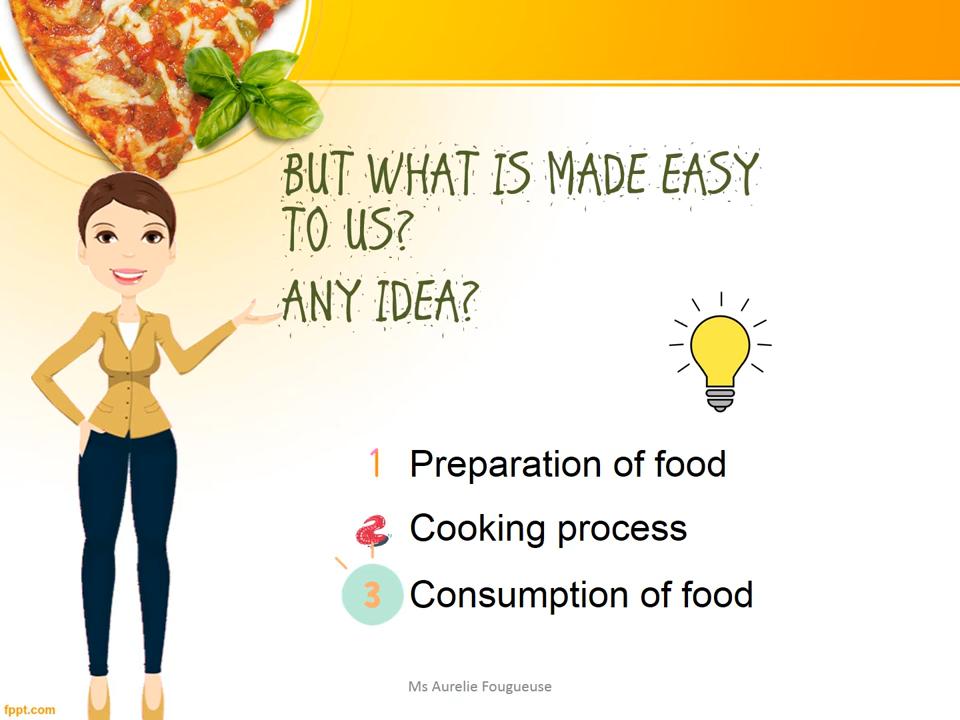 BUT WHAT IS MADE EASY
TO US?
ANY IDEA?
1 Preparation of food
2 Cooking process
3 Consumption of food
Ms Aurelie Fougueuse
fppt.com